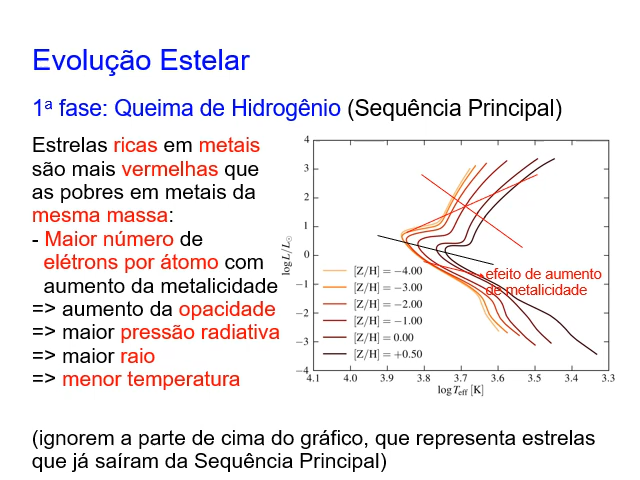 Evolução Estelar
1ª fase: Queima de Hidrogênio (Sequência Principal)
Estrelas ricas em metais
são mais vermelhas que
as pobres em metais da
mesma massa:
- Maior número de
elétrons por átomo com
aumento da metalicidade
=> aumento da opacidade
=> maior pressão radiativa
=> maior raio
=> menor temperatura
4
3
2
1
0
−1
−2
−3
−4
log L/L☉
[Z/H] = −4.00
[Z/H] = −3.00
[Z/H] = −2.00
[Z/H] = −1.00
[Z/H] = 0.00
[Z/H] = +0.50
efeito de aumento
de metalicidade
4.1 4.0 3.9 3.8 3.7 3.6 3.5 3.4 3.3
log Teff [K]
(ignorem a parte de cima do gráfico, que representa estrelas
que já saíram da Sequência Principal)